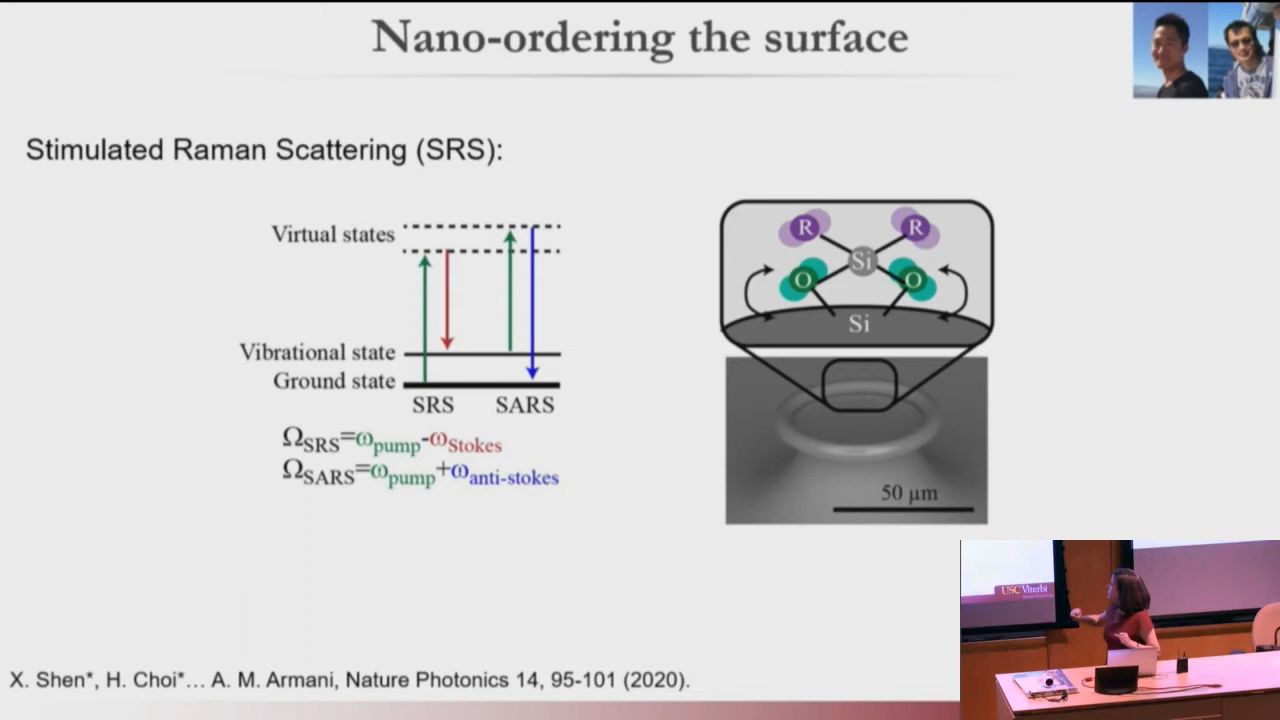 Nano-ordering the surface
Stimulated Raman Scattering (SRS):
Virtual states
Vibrational state
Ground state
SRS SARS
Ω_SRS=ω_pump-ω_Stokes
Ω_SARS=ω_pump+ω_anti-stokes
R R
Si
O O
Si
50 μm
USC Viterbi
X. Shen*, H. Choi*... A. M. Armani, Nature Photonics 14, 95-101 (2020).